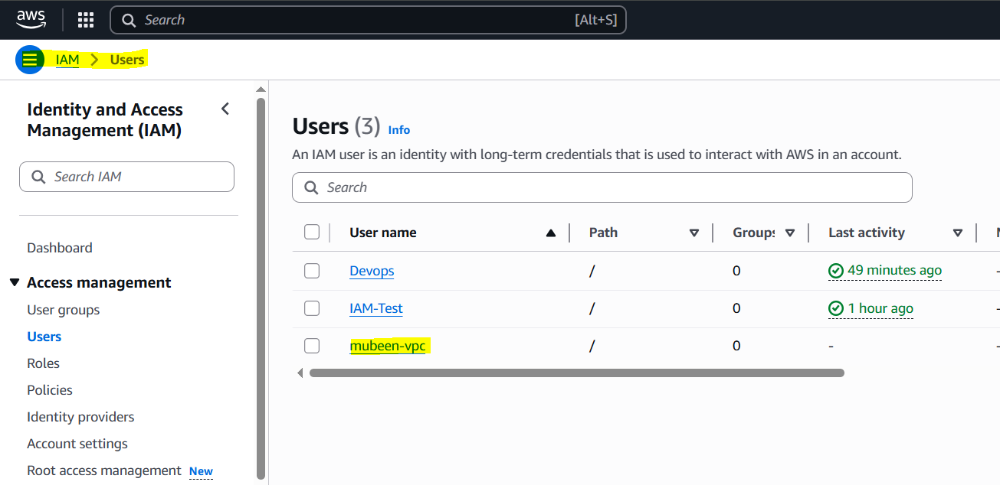 aws
Search [Alt+S]
IAM > Users
Identity and Access
Management (IAM)
Search IAM
Dashboard
Access management
User groups
Users
Roles
Policies
Identity providers
Account settings
Root access management New
Users (3) Info
An IAM user is an identity with long-term credentials that is used to interact with AWS in an account.
Search
User name Path Groups Last activity
Devops / 0 49 minutes ago -
IAM-Test / 0 1 hour ago -
mubeen-vpc / 0 - -